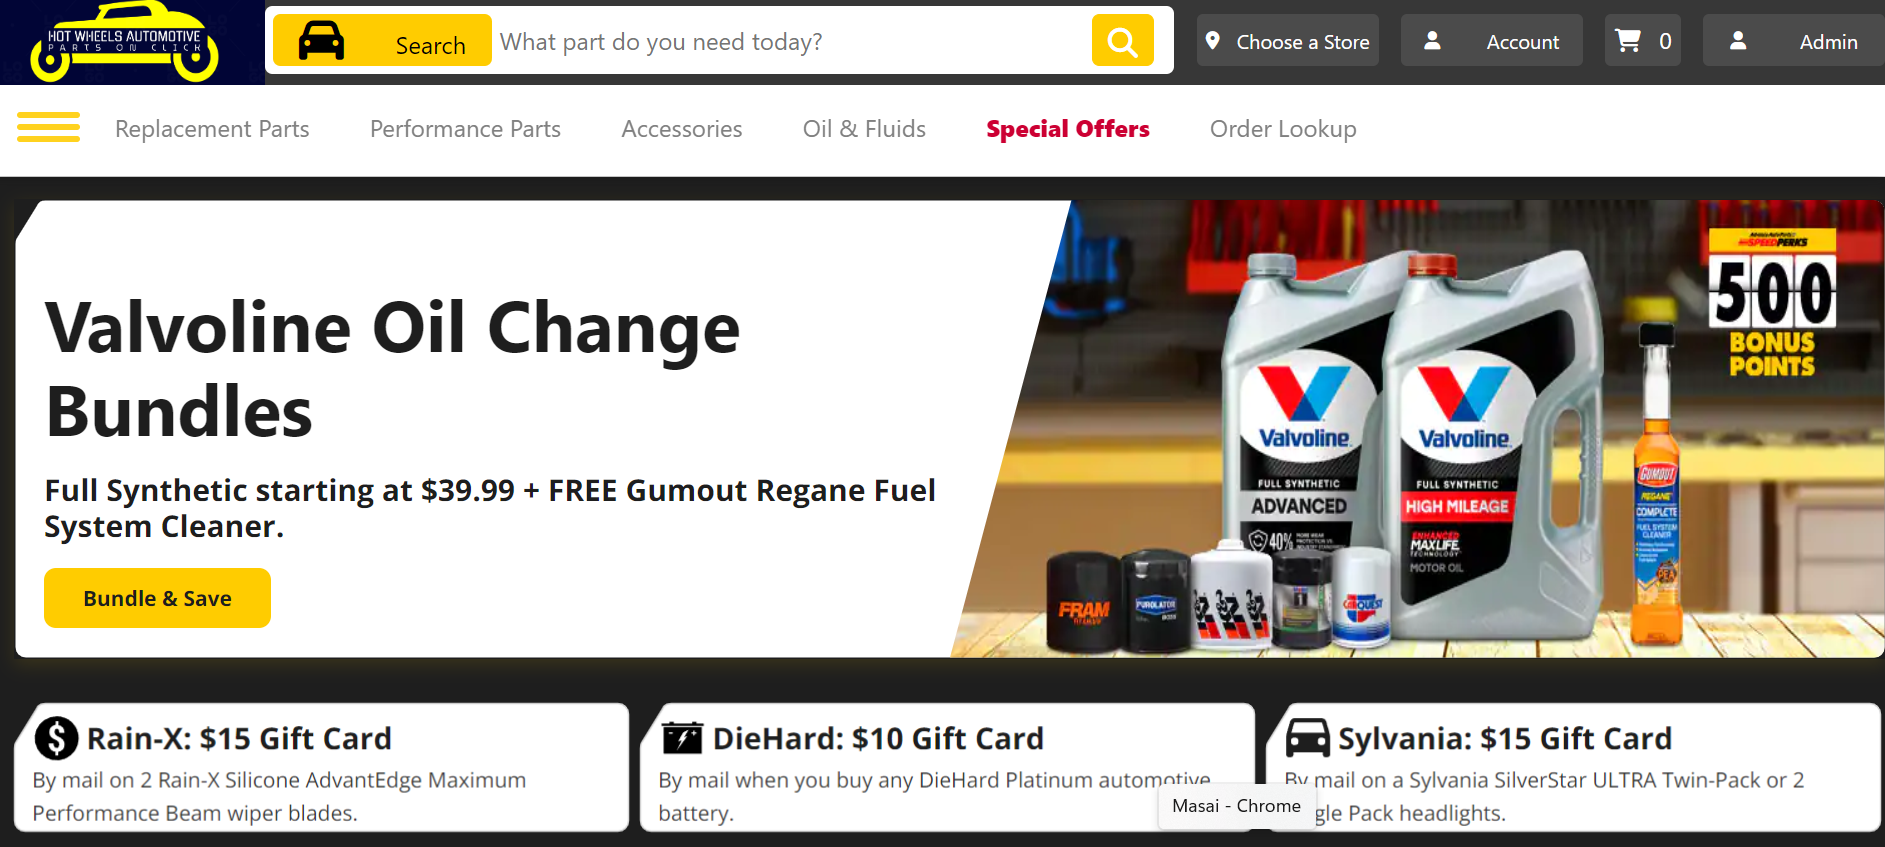 HOT WHEELS AUTOMOTIVE
PARTS ON CLICK
Search
What part do you need today?
Choose a Store
Account
0
Admin
Replacement Parts
Performance Parts
Accessories
Oil & Fluids
Special Offers
Order Lookup
Valvoline Oil Change
Bundles
Full Synthetic starting at $39.99 + FREE Gumout Regane Fuel
System Cleaner.
Bundle & Save
SPEEDPERKS
500
BONUS
POINTS
Valvoline
FULL SYNTHETIC
ADVANCED
40%
Valvoline
FULL SYNTHETIC
HIGH MILEAGE
ENHANCED
MAXLIFE
TECHNOLOGY
MOTOR OIL
GUMOUT
REGANE
COMPLETE
FUEL SYSTEM
CLEANER
PEA
FRAM
PUROLATOR
BOSS
CARQUEST
Rain-X: $15 Gift Card
By mail on 2 Rain-X Silicone AdvantEdge Maximum
Performance Beam wiper blades.
DieHard: $10 Gift Card
By mail when you buy any DieHard Platinum automotive
battery.
Sylvania: $15 Gift Card
By mail on a Sylvania SilverStar ULTRA Twin-Pack or 2
gle Pack headlights.
Masai - Chrome